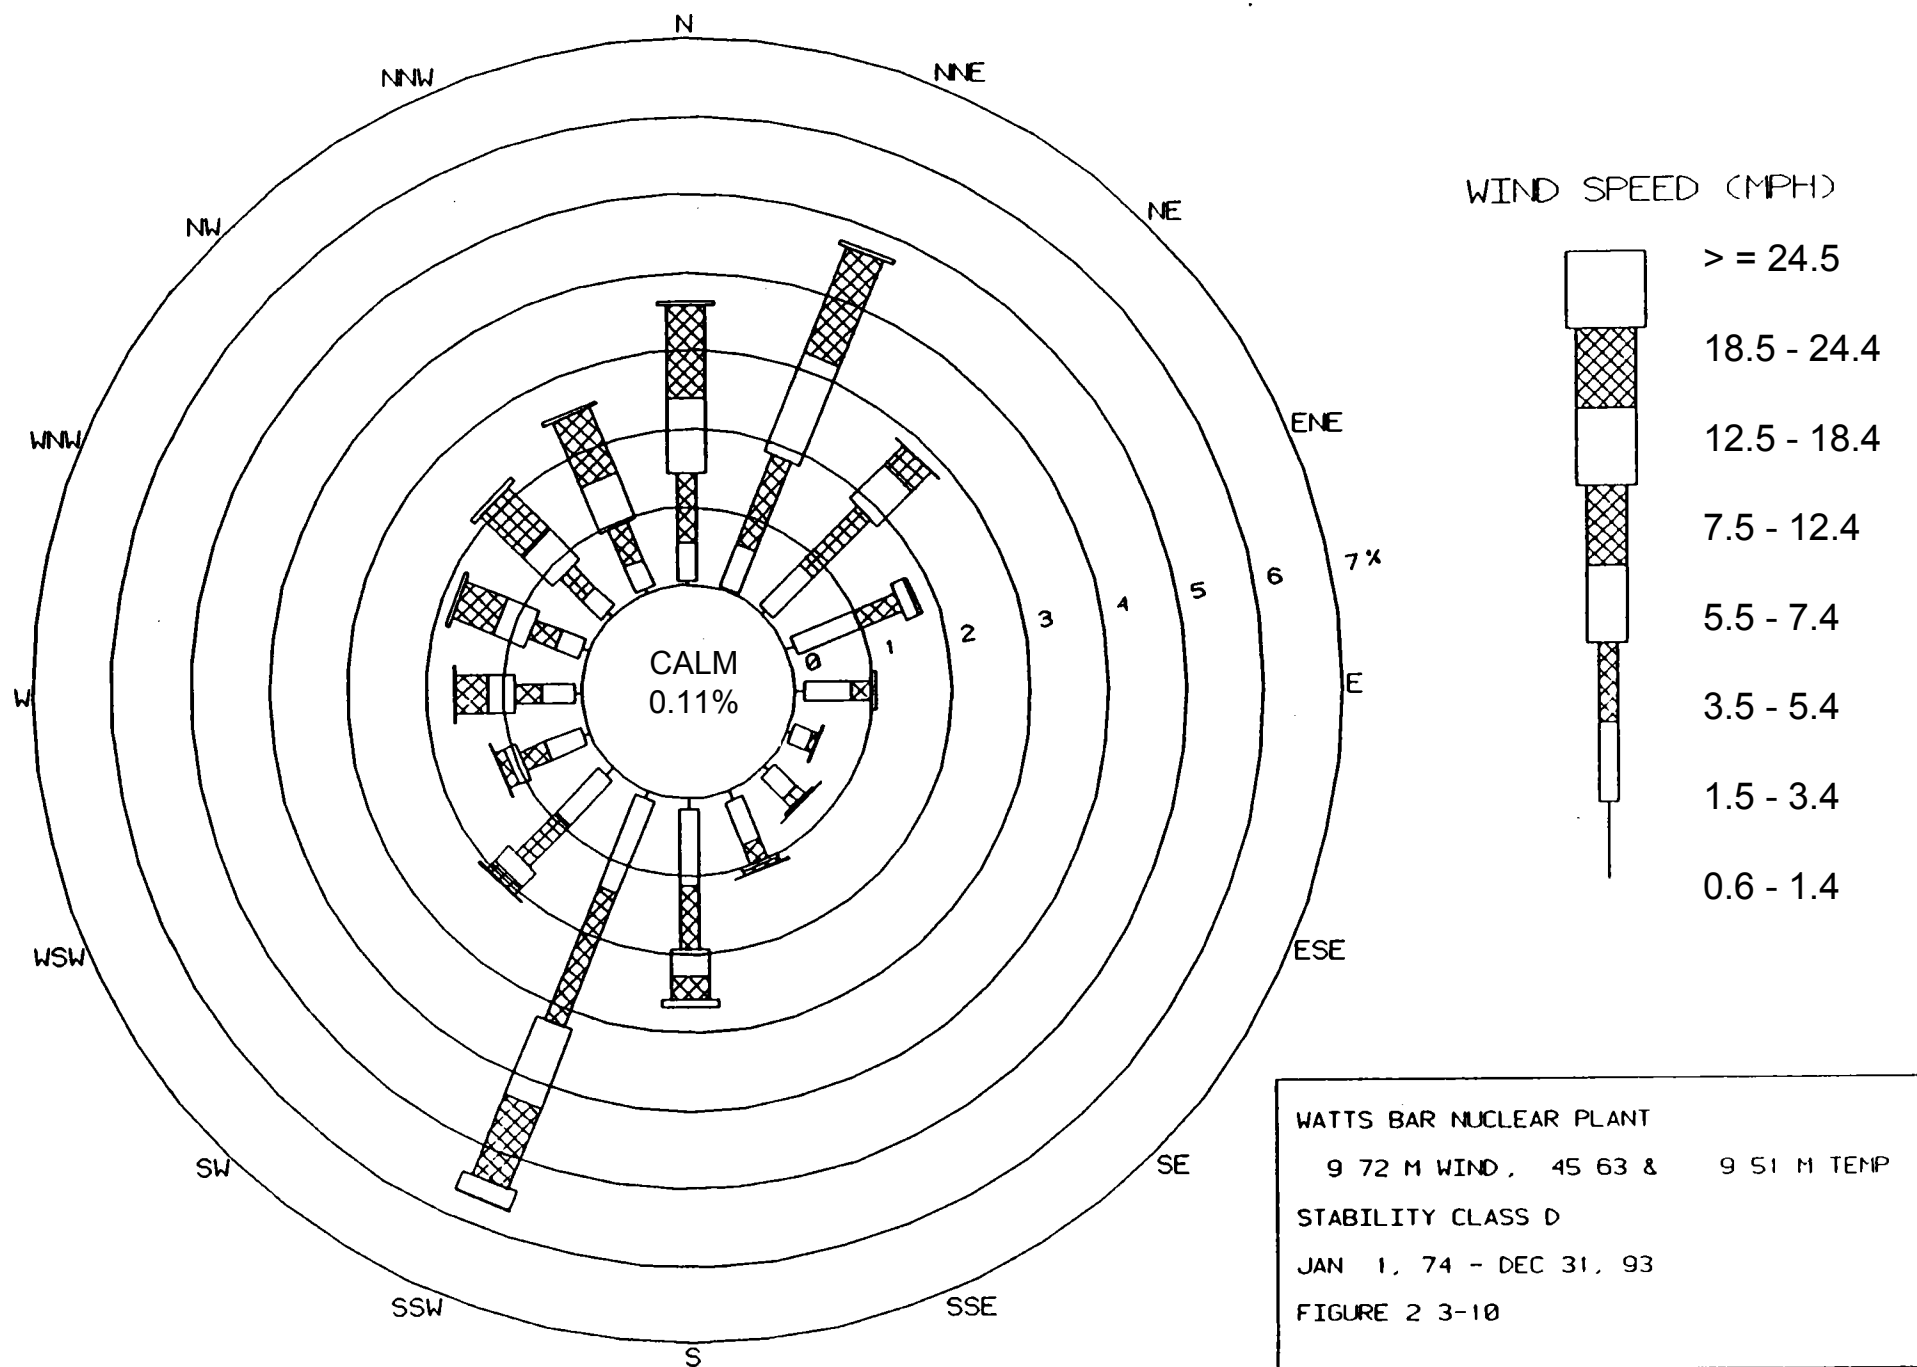 N
NNW
NNE
NW
NE
WIND SPEED (MPH)
> = 24.5
18.5 - 24.4
12.5 - 18.4
7.5 - 12.4
5.5 - 7.4
3.5 - 5.4
1.5 - 3.4
0.6 - 1.4
WNW
ENE
7 %
6
5
4
3
2
1
0
CALM
0.11%
W
E
WSW
ESE
SW
SE
SSW
SSE
S
WATTS BAR NUCLEAR PLANT
9 72 M WIND, 45 63 & 9 51 M TEMP
STABILITY CLASS D
JAN 1, 74 - DEC 31, 93
FIGURE 2 3-10